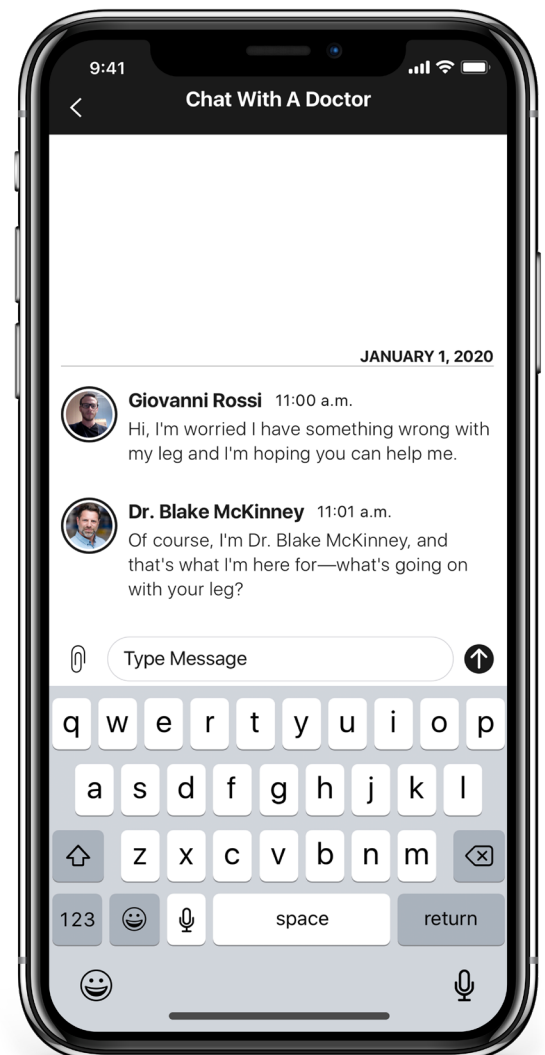 9:41
Chat With A Doctor
JANUARY 1, 2020
Giovanni Rossi 11:00 a.m.
Hi, I'm worried I have something wrong with
my leg and I'm hoping you can help me.
Dr. Blake McKinney 11:01 a.m.
Of course, I'm Dr. Blake McKinney, and
that's what I'm here for—what's going on
with your leg?
Type Message
q w e r t y u i o p
a s d f g h j k l
z x c v b n m
123 space return